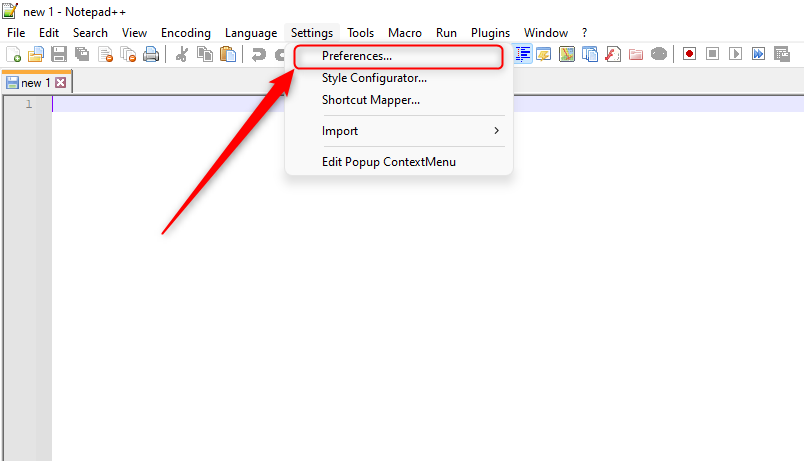 new 1 - Notepad++
File Edit Search View Encoding Language Settings Tools Macro Run Plugins Window ?
new 1
1
Preferences...
Style Configurator...
Shortcut Mapper...
Import
Edit Popup ContextMenu